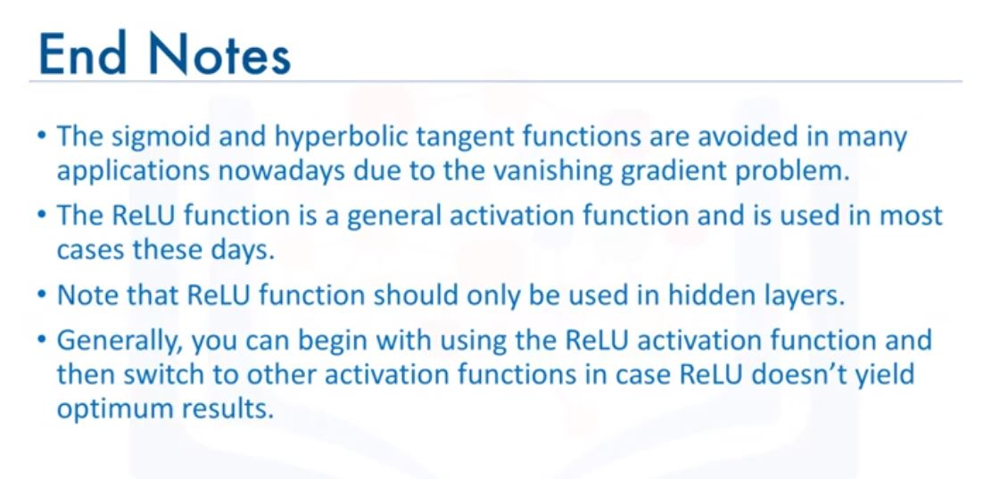 End Notes
• The sigmoid and hyperbolic tangent functions are avoided in many
applications nowadays due to the vanishing gradient problem.
• The ReLU function is a general activation function and is used in most
cases these days.
• Note that ReLU function should only be used in hidden layers.
• Generally, you can begin with using the ReLU activation function and
then switch to other activation functions in case ReLU doesn’t yield
optimum results.